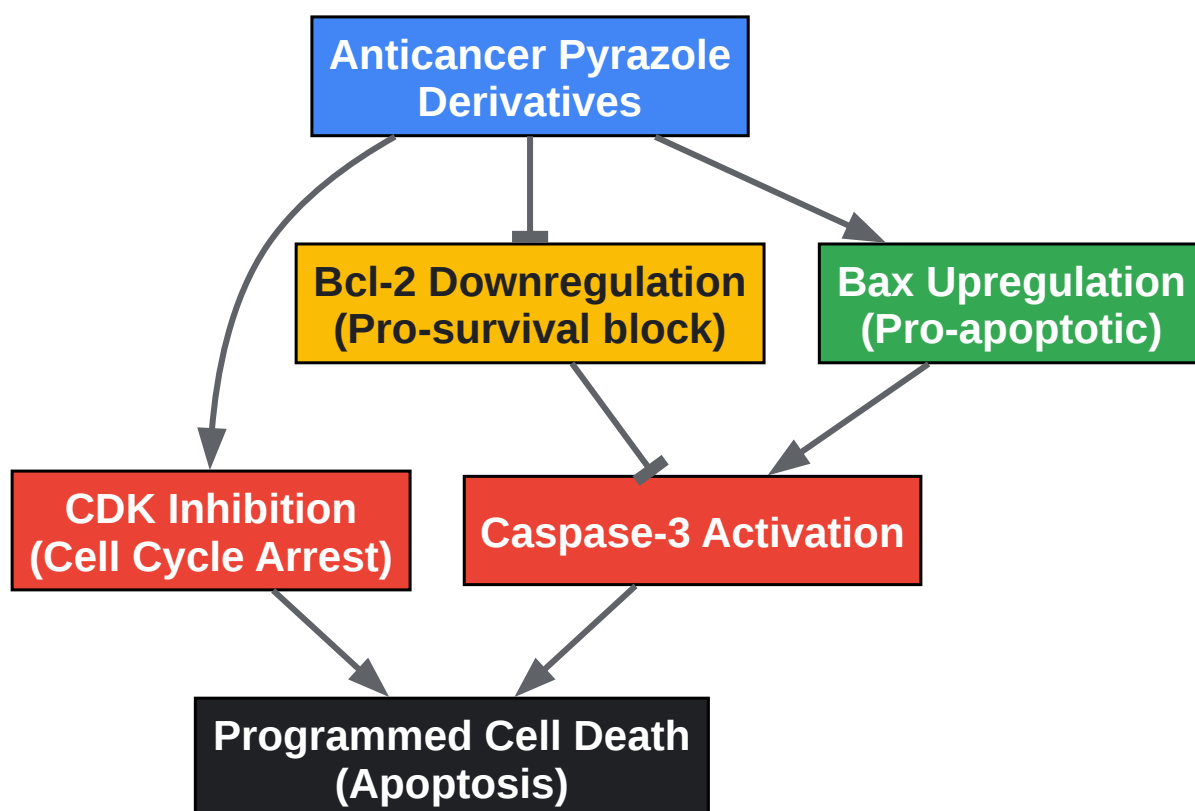 Anticancer Pyrazole
Derivatives
Bcl-2 Downregulation
(Pro-survival block)
Bax Upregulation
(Pro-apoptotic)
CDK Inhibition
(Cell Cycle Arrest)
Caspase-3 Activation
Programmed Cell Death
(Apoptosis)